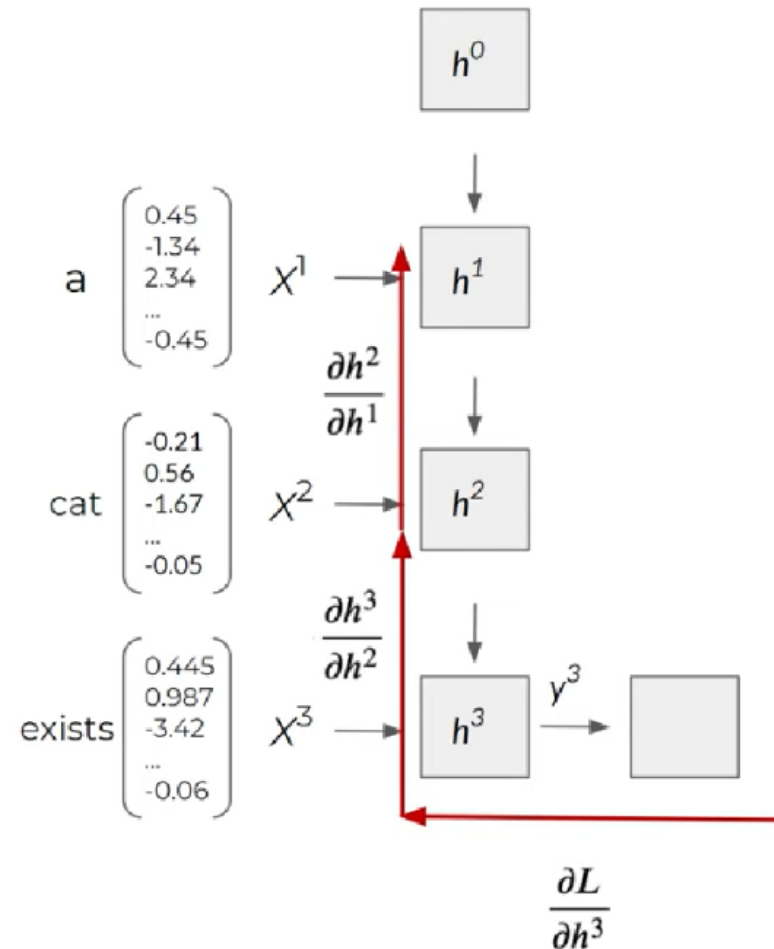 h⁰
0.45
-1.34
a 2.34 X¹ h¹
...
-0.45
∂h²
∂h¹
-0.21
0.56
cat -1.67 X² h²
...
-0.05
∂h³
∂h²
0.445
0.987
exists -3.42 X³ h³ y³
...
-0.06
∂L
∂h³